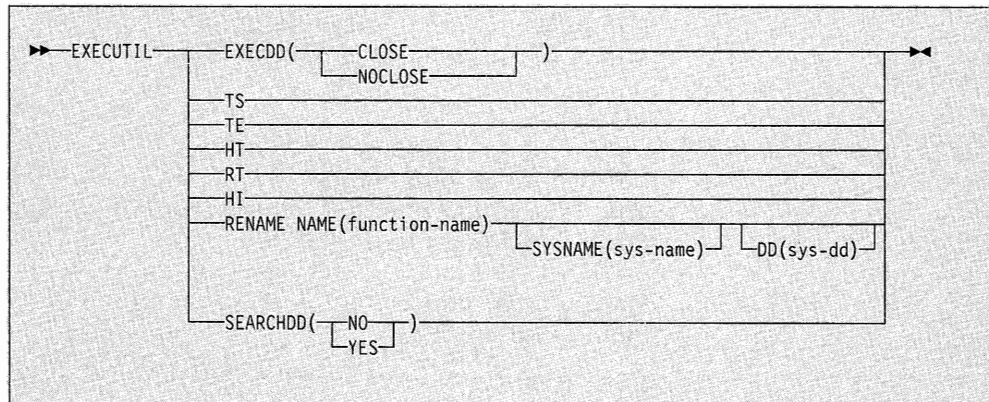 EXECUTIL EXECDD( CLOSE )
NOCLOSE
TS
TE
HT
RT
HI
RENAME NAME(function-name)
SYSNAME(sys-name) DD(sys-dd)
SEARCHDD( NO )
YES